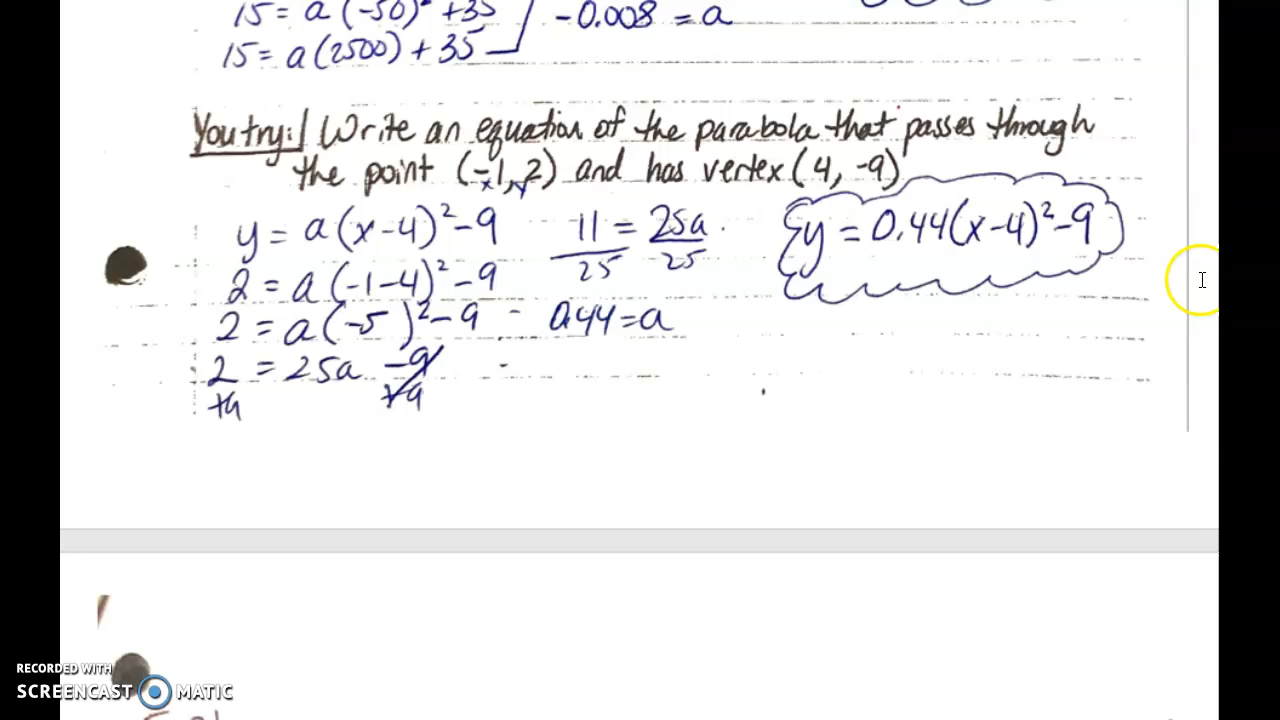 15 = a(-50)² + 35
-0.008 = a
15 = a(2500) + 35
You try: Write an equation of the parabola that passes through
the point (-1, 2) and has vertex (4, -9)
x, y
y = a(x-4)² - 9
11 = 25a
25 25
y = 0.44(x-4)² - 9
2 = a(-1-4)² - 9
2 = a(-5)² - 9
0.44 = a
2 = 25a - 9
+9 +9
RECORDED WITH
SCREENCAST MATIC